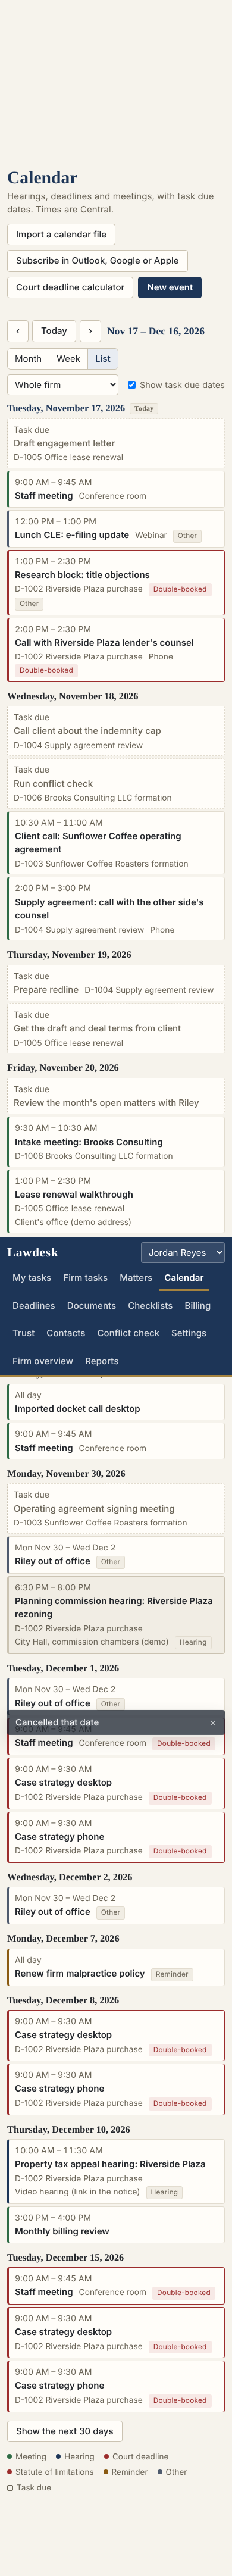 Calendar
Hearings, deadlines and meetings, with task due
dates. Times are Central.
Import a calendar file
Subscribe in Outlook, Google or Apple
Court deadline calculator New event
‹ Today › Nov 17 – Dec 16, 2026
Month Week List
Whole firm Show task due dates
Tuesday, November 17, 2026 Today
Task due
Draft engagement letter
D-1005 Office lease renewal
9:00 AM – 9:45 AM
Staff meeting Conference room
12:00 PM – 1:00 PM
Lunch CLE: e-filing update Webinar Other
1:00 PM – 2:30 PM
Research block: title objections
D-1002 Riverside Plaza purchase Double-booked
Other
2:00 PM – 2:30 PM
Call with Riverside Plaza lender's counsel
D-1002 Riverside Plaza purchase Phone
Double-booked
Wednesday, November 18, 2026
Task due
Call client about the indemnity cap
D-1004 Supply agreement review
Task due
Run conflict check
D-1006 Brooks Consulting LLC formation
10:30 AM – 11:00 AM
Client call: Sunflower Coffee operating
agreement
D-1003 Sunflower Coffee Roasters formation
2:00 PM – 3:00 PM
Supply agreement: call with the other side's
counsel
D-1004 Supply agreement review Phone
Thursday, November 19, 2026
Task due
Prepare redline D-1004 Supply agreement review
Task due
Get the draft and deal terms from client
D-1005 Office lease renewal
Friday, November 20, 2026
Task due
Review the month's open matters with Riley
9:30 AM – 10:30 AM
Intake meeting: Brooks Consulting
D-1006 Brooks Consulting LLC formation
1:00 PM – 2:30 PM
Lease renewal walkthrough
D-1005 Office lease renewal
Client's office (demo address)
Lawdesk Jordan Reyes
My tasks Firm tasks Matters Calendar
Deadlines Documents Checklists Billing
Trust Contacts Conflict check Settings
Firm overview Reports
All day
Imported docket call desktop
9:00 AM – 9:45 AM
Staff meeting Conference room
Monday, November 30, 2026
Task due
Operating agreement signing meeting
D-1003 Sunflower Coffee Roasters formation
Mon Nov 30 – Wed Dec 2
Riley out of office Other
6:30 PM – 8:00 PM
Planning commission hearing: Riverside Plaza
rezoning
D-1002 Riverside Plaza purchase
City Hall, commission chambers (demo) Hearing
Tuesday, December 1, 2026
Mon Nov 30 – Wed Dec 2
Riley out of office Other
Cancelled that date ×
Staff meeting Conference room Double-booked
9:00 AM – 9:30 AM
Case strategy desktop
D-1002 Riverside Plaza purchase Double-booked
9:00 AM – 9:30 AM
Case strategy phone
D-1002 Riverside Plaza purchase Double-booked
Wednesday, December 2, 2026
Mon Nov 30 – Wed Dec 2
Riley out of office Other
Monday, December 7, 2026
All day
Renew firm malpractice policy Reminder
Tuesday, December 8, 2026
9:00 AM – 9:30 AM
Case strategy desktop
D-1002 Riverside Plaza purchase Double-booked
9:00 AM – 9:30 AM
Case strategy phone
D-1002 Riverside Plaza purchase Double-booked
Thursday, December 10, 2026
10:00 AM – 11:30 AM
Property tax appeal hearing: Riverside Plaza
D-1002 Riverside Plaza purchase
Video hearing (link in the notice) Hearing
3:00 PM – 4:00 PM
Monthly billing review
Tuesday, December 15, 2026
9:00 AM – 9:45 AM
Staff meeting Conference room Double-booked
9:00 AM – 9:30 AM
Case strategy desktop
D-1002 Riverside Plaza purchase Double-booked
9:00 AM – 9:30 AM
Case strategy phone
D-1002 Riverside Plaza purchase Double-booked
Show the next 30 days
Meeting Hearing Court deadline
Statute of limitations Reminder Other
Task due